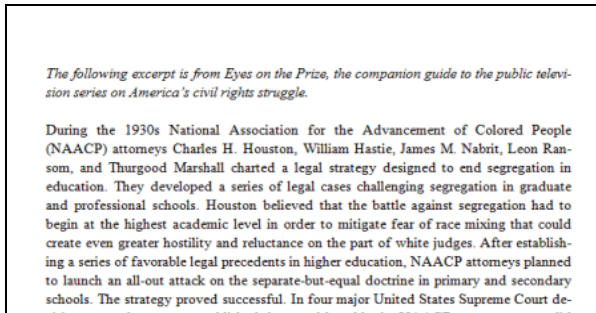 The following excerpt is from Eyes on the Prize, the companion guide to the public televi-
sion series on America's civil rights struggle.
During the 1930s National Association for the Advancement of Colored People
(NAACP) attorneys Charles H. Houston, William Hastie, James M. Nabrit, Leon Ran-
som, and Thurgood Marshall charted a legal strategy designed to end segregation in
education. They developed a series of legal cases challenging segregation in graduate
and professional schools. Houston believed that the battle against segregation had to
begin at the highest academic level in order to mitigate fear of race mixing that could
create even greater hostility and reluctance on the part of white judges. After establish-
ing a series of favorable legal precedents in higher education, NAACP attorneys planned
to launch an all-out attack on the separate-but-equal doctrine in primary and secondary
schools. The strategy proved successful. In four major United States Supreme Court de-